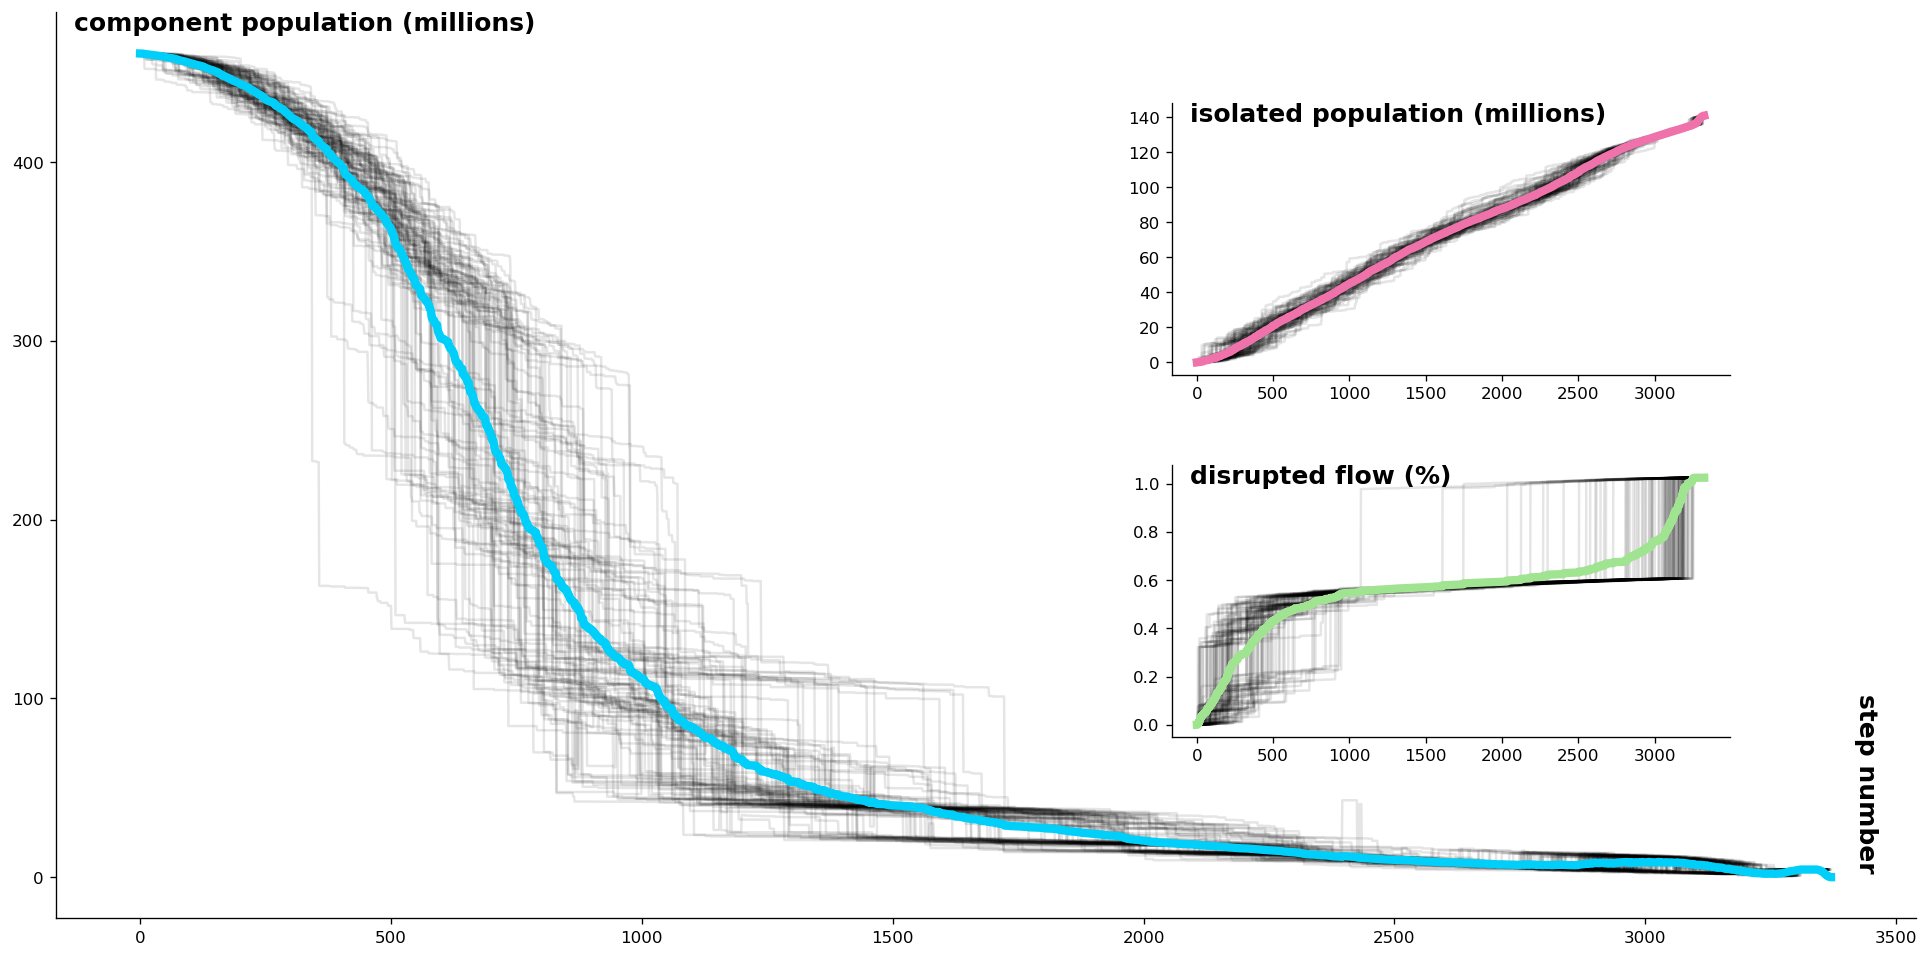 component population (millions)
400
300
200
100
0
0 500 1000 1500 2000 2500 3000 3500
isolated population (millions)
140
120
100
80
60
40
20
0
0 500 1000 1500 2000 2500 3000
disrupted flow (%)
1.0
0.8
0.6
0.4
0.2
0.0
0 500 1000 1500 2000 2500 3000
step number